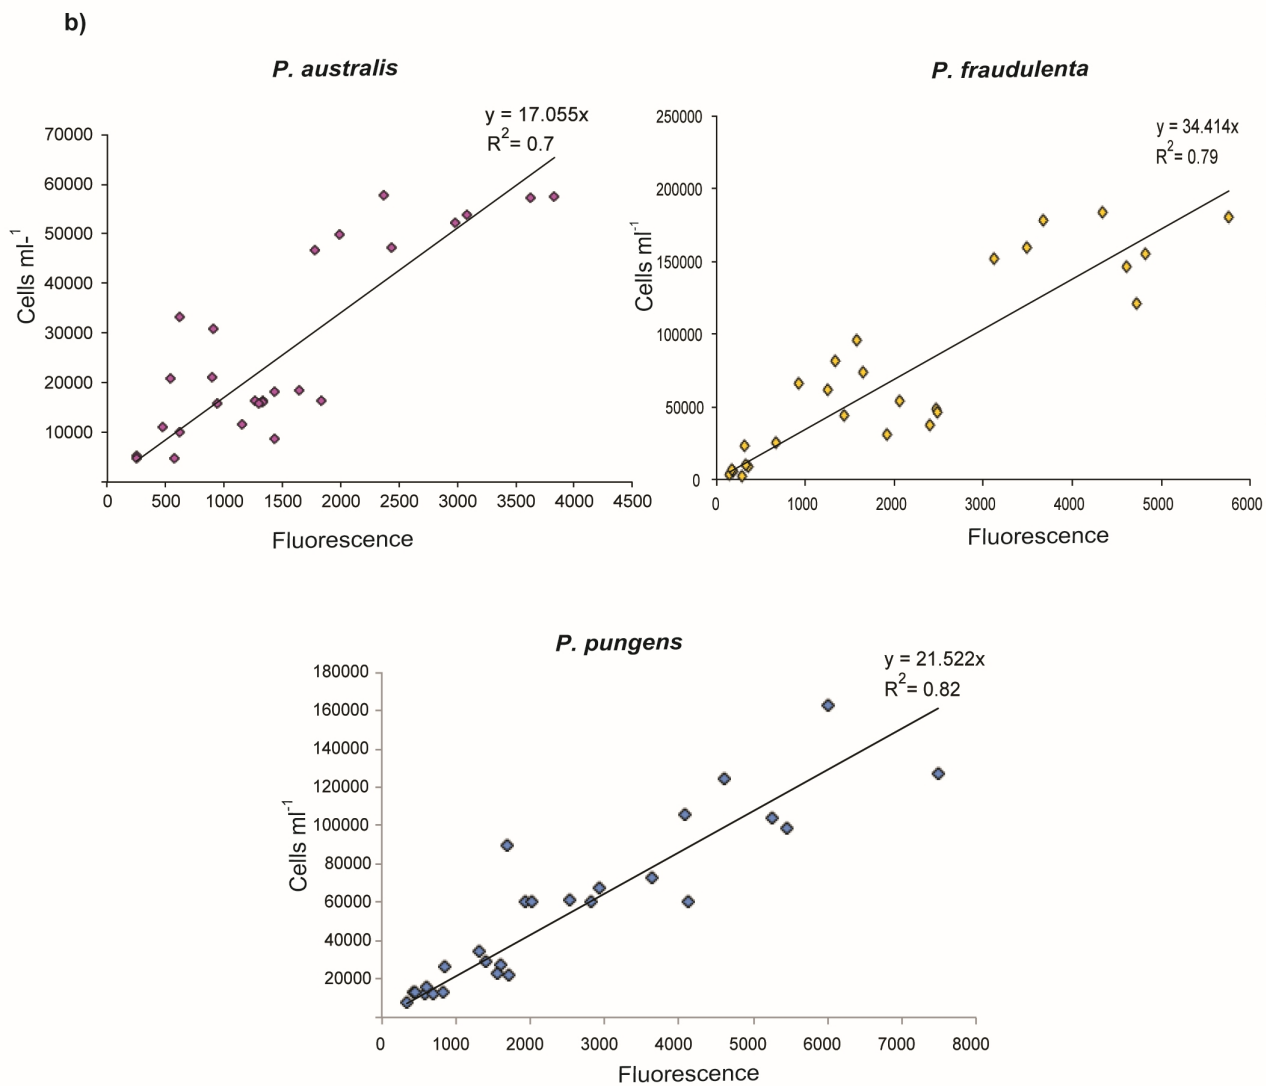 b)
P. australis
y = 17.055x
R2= 0.7
70000
60000
50000
40000
30000
20000
10000
Cells ml-1
0 500 1000 1500 2000 2500 3000 3500 4000 4500
Fluorescence
P. fraudulenta
y = 34.414x
R2= 0.79
250000
200000
150000
100000
50000
0
Cells ml-1
0 1000 2000 3000 4000 5000 6000
Fluorescence
P. pungens
y = 21.522x
R2= 0.82
180000
160000
140000
120000
100000
80000
60000
40000
20000
Cells ml-1
0 1000 2000 3000 4000 5000 6000 7000 8000
Fluorescence